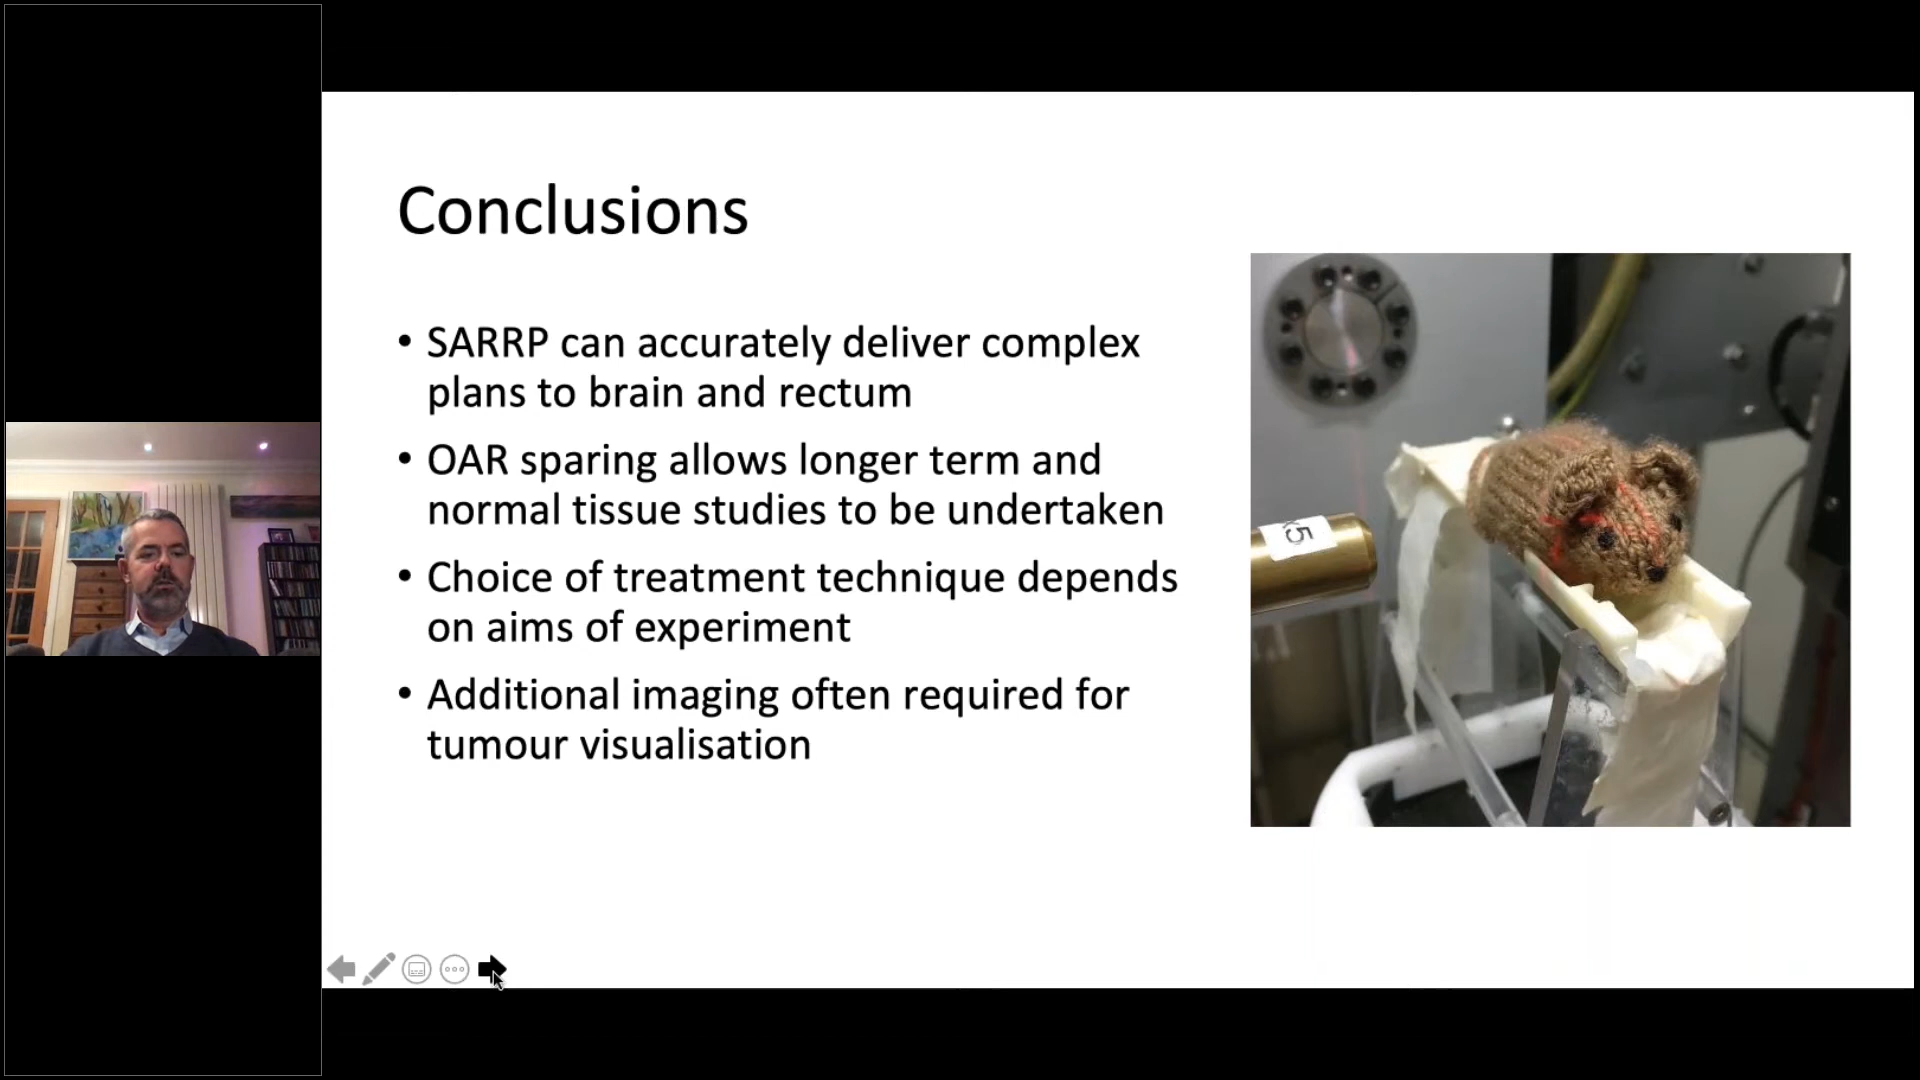 Conclusions
• SARRP can accurately deliver complex
plans to brain and rectum
• OAR sparing allows longer term and
normal tissue studies to be undertaken
• Choice of treatment technique depends
on aims of experiment
• Additional imaging often required for
tumour visualisation
5